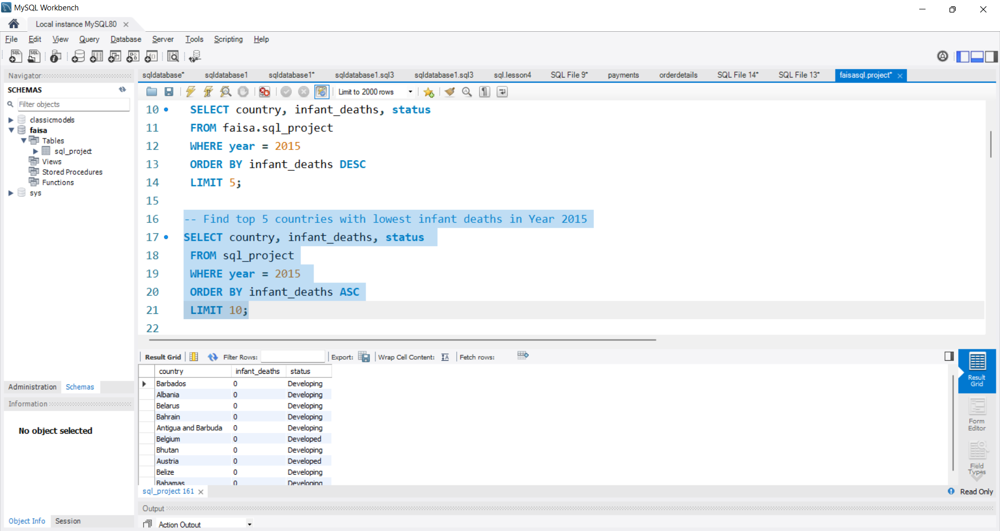 MySQL Workbench
Local instance MySQL80
File Edit View Query Database Server Tools Scripting Help
Navigator
sqldatabase* sqldatabase1 sqldatabase1* sqldatabase1.sql3 sqldatabase1.sql3 sql.lesson4 SQL File 9* payments orderdetails SQL File 14* SQL File 13* faisasql.project*
SCHEMAS
Limit to 2000 rows
Filter objects
classicmodels
faisa
Tables
sql_project
Views
Stored Procedures
Functions
sys
10 SELECT country, infant_deaths, status
11 FROM faisa.sql_project
12 WHERE year = 2015
13 ORDER BY infant_deaths DESC
14 LIMIT 5;
15
16 -- Find top 5 countries with lowest infant deaths in Year 2015
17 SELECT country, infant_deaths, status
18 FROM sql_project
19 WHERE year = 2015
20 ORDER BY infant_deaths ASC
21 LIMIT 10;
22
Result Grid Filter Rows: Export: Wrap Cell Content: Fetch rows:
country infant_deaths status
Barbados 0 Developing
Albania 0 Developing
Belarus 0 Developing
Bahrain 0 Developing
Antigua and Barbuda 0 Developing
Belgium 0 Developed
Bhutan 0 Developing
Austria 0 Developed
Belize 0 Developing
Bahamas 0 Developing
Result
Grid
Form
Editor
Field
Types
Administration Schemas
Information
No object selected
sql_project 161
Read Only
Output
Object Info Session
Action Output